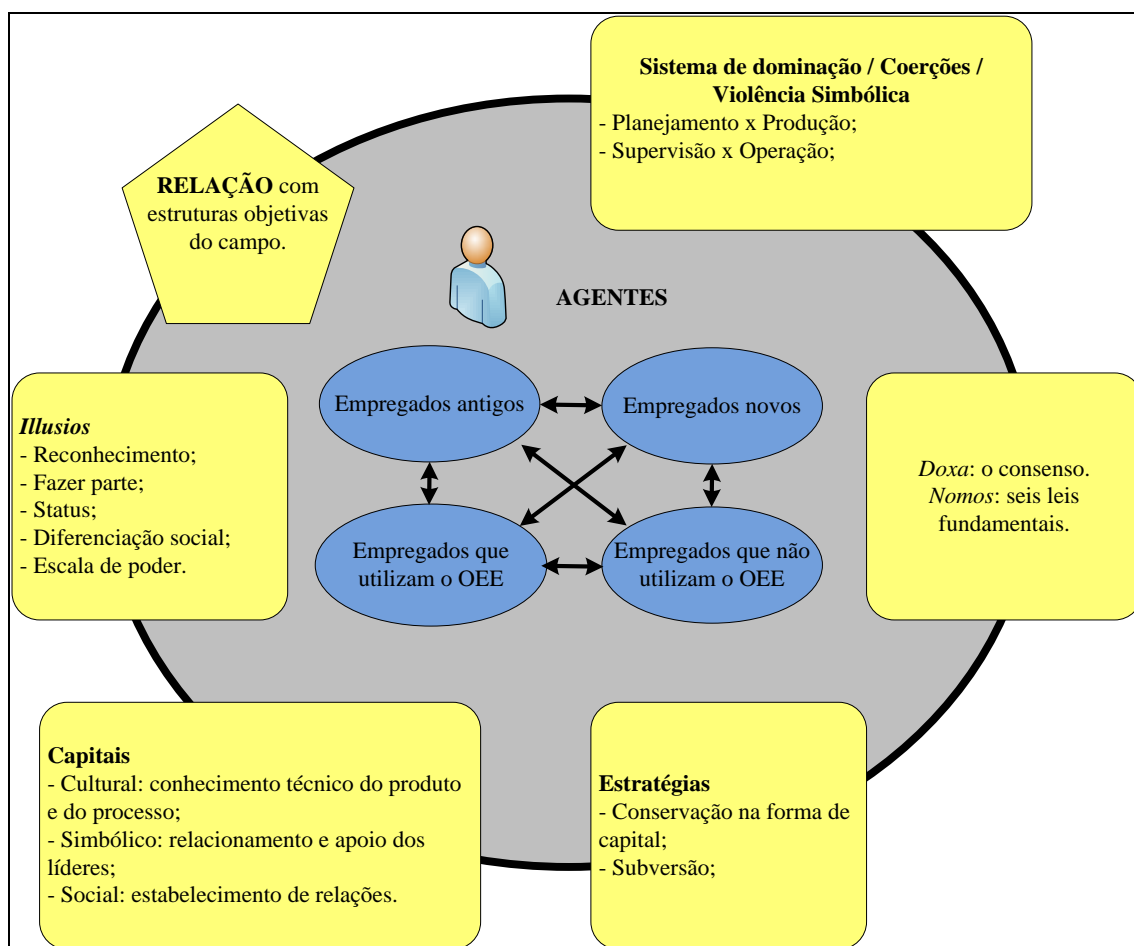 Sistema de dominação / Coerções /
Violência Simbólica
- Planejamento x Produção;
- Supervisão x Operação;
RELAÇÃO com
estruturas objetivas
do campo.
AGENTES
Empregados antigos
Empregados novos
Empregados que
utilizam o OEE
Empregados que não
utilizam o OEE
Illusios
- Reconhecimento;
- Fazer parte;
- Status;
- Diferenciação social;
- Escala de poder.
Doxa: o consenso.
Nomos: seis leis
fundamentais.
Capitais
- Cultural: conhecimento técnico do produto
e do processo;
- Simbólico: relacionamento e apoio dos
líderes;
- Social: estabelecimento de relações.
Estratégias
- Conservação na forma de
capital;
- Subversão;